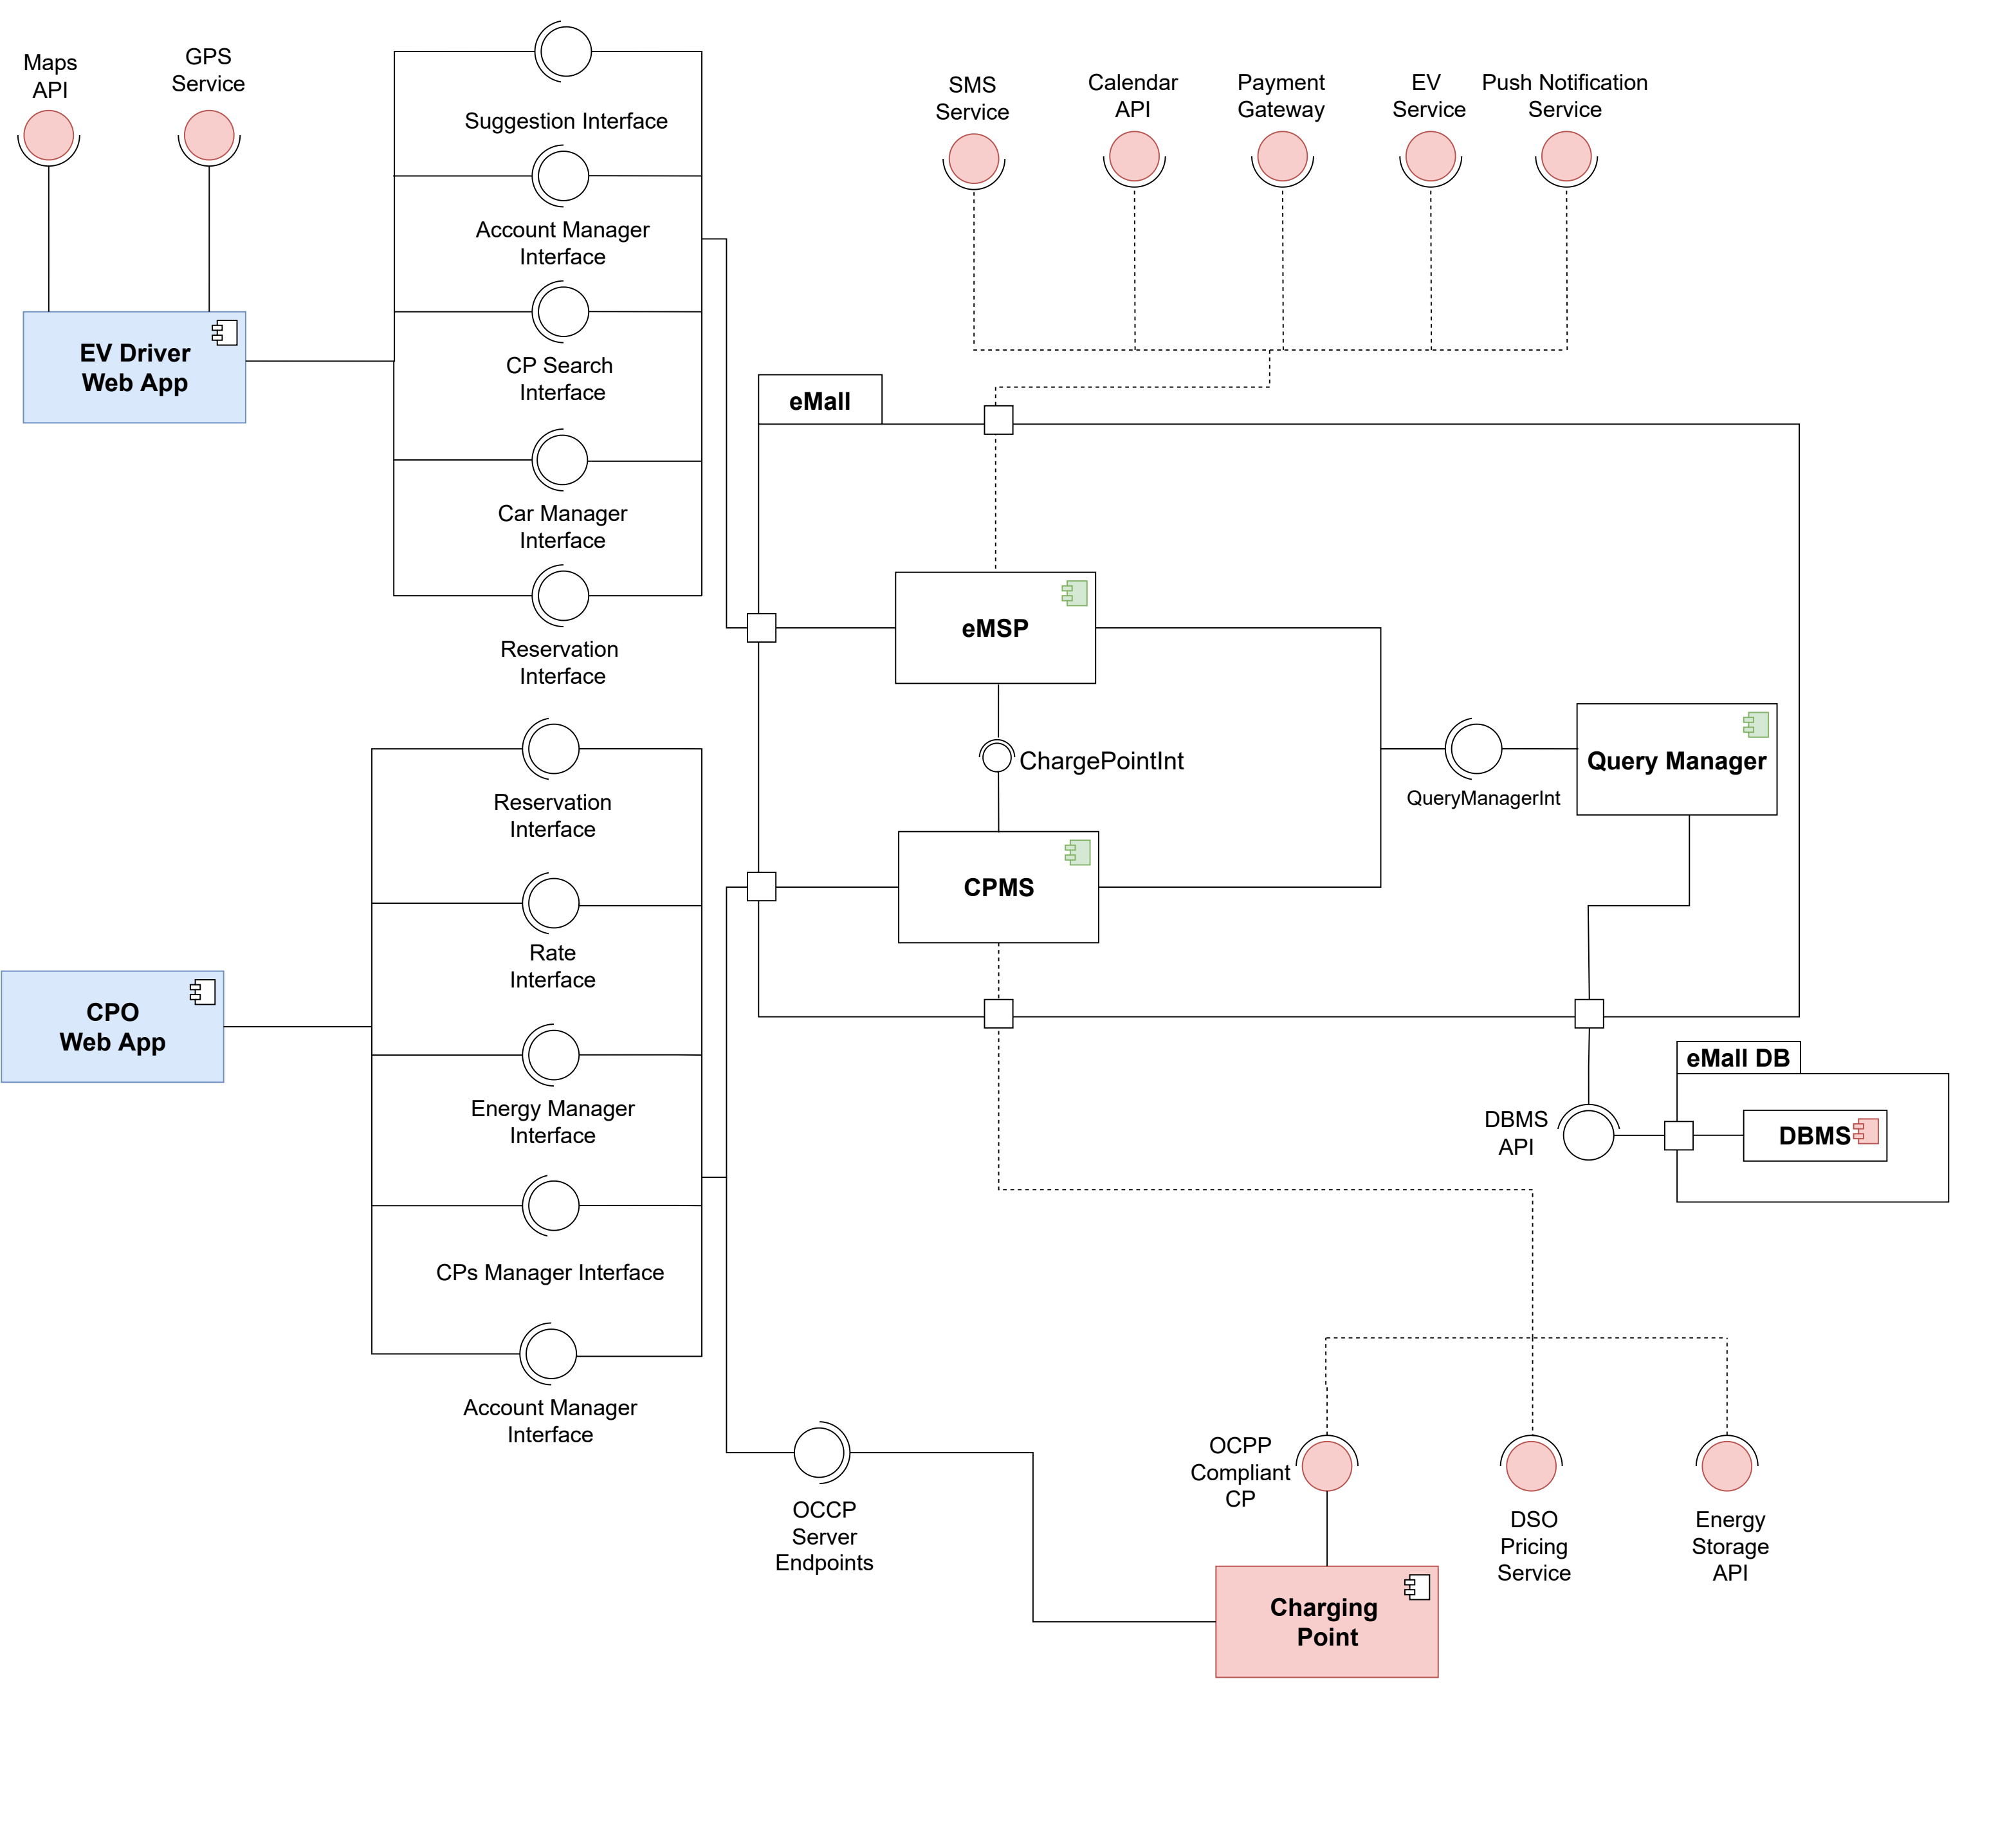 Maps
API
GPS
Service
Suggestion Interface
Account Manager
Interface
CP Search
Interface
Car Manager
Interface
Reservation
Interface
EV Driver
Web App
SMS
Service
Calendar
API
Payment
Gateway
EV
Service
Push Notification
Service
eMall
eMSP
ChargePointInt
CPMS
QueryManagerInt
Query Manager
Reservation
Interface
Rate
Interface
Energy Manager
Interface
CPs Manager Interface
Account Manager
Interface
CPO
Web App
eMall DB
DBMS
API
DBMS
OCCP
Server
Endpoints
OCPP
Compliant
CP
DSO
Pricing
Service
Energy
Storage
API
Charging
Point